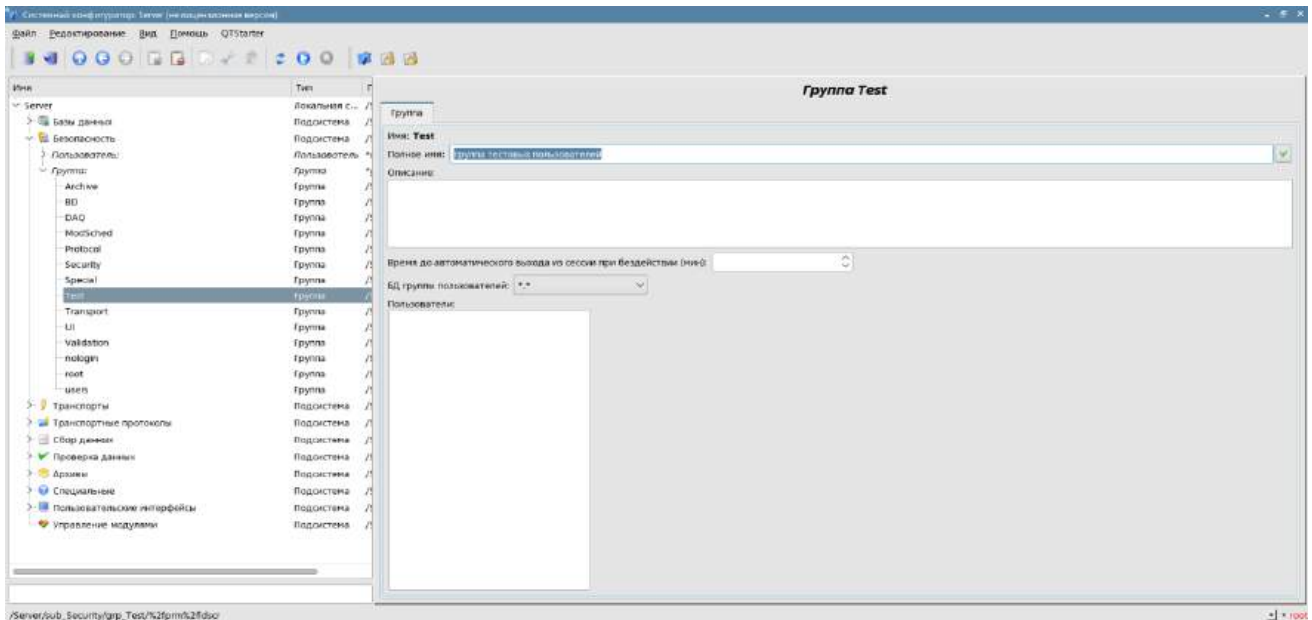 Системный конфигуратор: Server (не лицензионная версия)
Файл Редактирование Вид Помощь QTStarter
Имя Тип П
Server Локальная с... /S
Базы данных Подсистема /S
Безопасность Подсистема /S
Пользователь: Пользователь
Группа: Группа
Archive Группа /S
BD Группа /S
DAQ Группа /S
ModSched Группа /S
Protocol Группа /S
Security Группа /S
Special Группа /S
Test Группа /S
Transport Группа /S
UI Группа /S
Validation Группа /S
nologin Группа /S
root Группа /S
users Группа /S
Транспорты Подсистема /S
Транспортные протоколы Подсистема /S
Сбор данных Подсистема /S
Проверка данных Подсистема /S
Архивы Подсистема /S
Специальные Подсистема /S
Пользовательские интерфейсы Подсистема /S
Управление модулями Подсистема /S
Группа Test
Группа
Имя: Test
Полное имя: группа тестовых пользователей
Описание:
Время до автоматического выхода из сессии при бездействии (мин):
БД группы пользователей: *.*
Пользователи:
/Server/sub_Security/grp_Test/%2fprm%2fldscr
* root